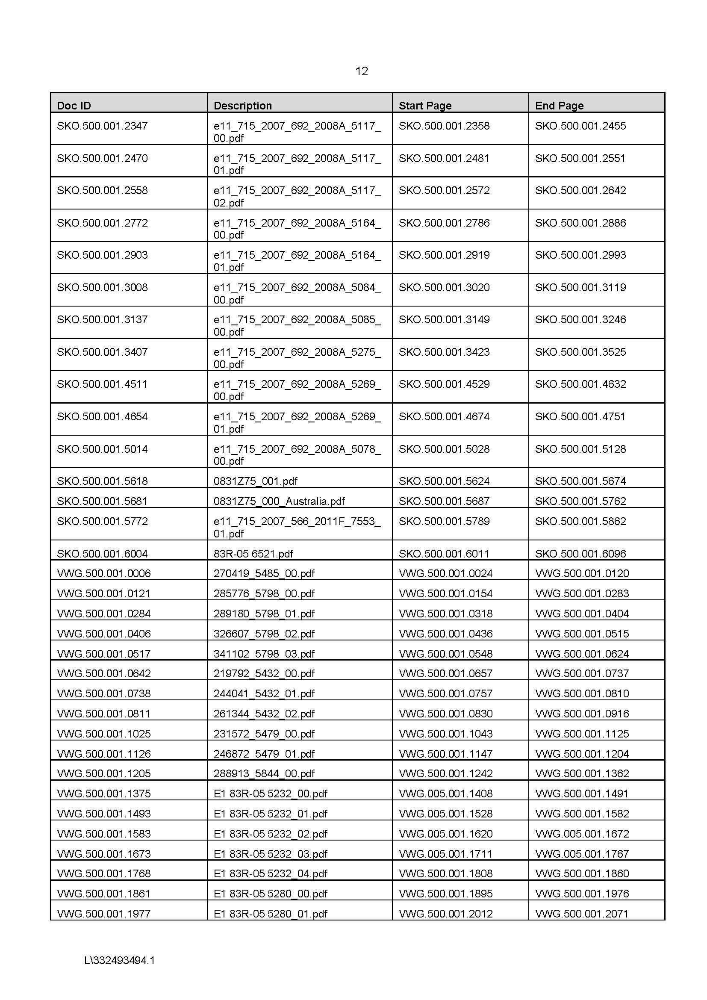 12
Doc ID Description Start Page End Page
SKO.500.001.2347 e11_715_2007_692_2008A_5117_ SKO.500.001.2358 SKO.500.001.2455
00.pdf
SKO.500.001.2470 e11_715_2007_692_2008A_5117_ SKO.500.001.2481 SKO.500.001.2551
01.pdf
SKO.500.001.2558 e11_715_2007_692_2008A_5117_ SKO.500.001.2572 SKO.500.001.2642
02.pdf
SKO.500.001.2772 e11_715_2007_692_2008A_5164_ SKO.500.001.2786 SKO.500.001.2886
00.pdf
SKO.500.001.2903 e11_715_2007_692_2008A_5164_ SKO.500.001.2919 SKO.500.001.2993
01.pdf
SKO.500.001.3008 e11_715_2007_692_2008A_5084_ SKO.500.001.3020 SKO.500.001.3119
00.pdf
SKO.500.001.3137 e11_715_2007_692_2008A_5085_ SKO.500.001.3149 SKO.500.001.3246
00.pdf
SKO.500.001.3407 e11_715_2007_692_2008A_5275_ SKO.500.001.3423 SKO.500.001.3525
00.pdf
SKO.500.001.4511 e11_715_2007_692_2008A_5269_ SKO.500.001.4529 SKO.500.001.4632
00.pdf
SKO.500.001.4654 e11_715_2007_692_2008A_5269_ SKO.500.001.4674 SKO.500.001.4751
01.pdf
SKO.500.001.5014 e11_715_2007_692_2008A_5078_ SKO.500.001.5028 SKO.500.001.5128
00.pdf
SKO.500.001.5618 0831Z75_001.pdf SKO.500.001.5624 SKO.500.001.5674
SKO.500.001.5681 0831Z75_000_Australia.pdf SKO.500.001.5687 SKO.500.001.5762
SKO.500.001.5772 e11_715_2007_566_2011F_7553_ SKO.500.001.5789 SKO.500.001.5862
01.pdf
SKO.500.001.6004 83R-05 6521.pdf SKO.500.001.6011 SKO.500.001.6096
VWG.500.001.0006 270419_5485_00.pdf VWG.500.001.0024 VWG.500.001.0120
VWG.500.001.0121 285776_5798_00.pdf VWG.500.001.0154 VWG.500.001.0283
VWG.500.001.0284 289180_5798_01.pdf VWG.500.001.0318 VWG.500.001.0404
VWG.500.001.0406 326607_5798_02.pdf VWG.500.001.0436 VWG.500.001.0515
VWG.500.001.0517 341102_5798_03.pdf VWG.500.001.0548 VWG.500.001.0624
VWG.500.001.0642 219792_5432_00.pdf VWG.500.001.0657 VWG.500.001.0737
VWG.500.001.0738 244041_5432_01.pdf VWG.500.001.0757 VWG.500.001.0810
VWG.500.001.0811 261344_5432_02.pdf VWG.500.001.0830 VWG.500.001.0916
VWG.500.001.1025 231572_5479_00.pdf VWG.500.001.1043 VWG.500.001.1125
VWG.500.001.1126 246872_5479_01.pdf VWG.500.001.1147 VWG.500.001.1204
VWG.500.001.1205 288913_5844_00.pdf VWG.500.001.1242 VWG.500.001.1362
VWG.500.001.1375 E1 83R-05 5232_00.pdf VWG.005.001.1408 VWG.500.001.1491
VWG.500.001.1493 E1 83R-05 5232_01.pdf VWG.005.001.1528 VWG.500.001.1582
VWG.500.001.1583 E1 83R-05 5232_02.pdf VWG.005.001.1620 VWG.005.001.1672
VWG.500.001.1673 E1 83R-05 5232_03.pdf VWG.005.001.1711 VWG.005.001.1767
VWG.500.001.1768 E1 83R-05 5232_04.pdf VWG.500.001.1808 VWG.500.001.1860
VWG.500.001.1861 E1 83R-05 5280_00.pdf VWG.500.001.1895 VWG.500.001.1976
VWG.500.001.1977 E1 83R-05 5280_01.pdf VWG.500.001.2012 VWG.500.001.2071
L\332493494.1